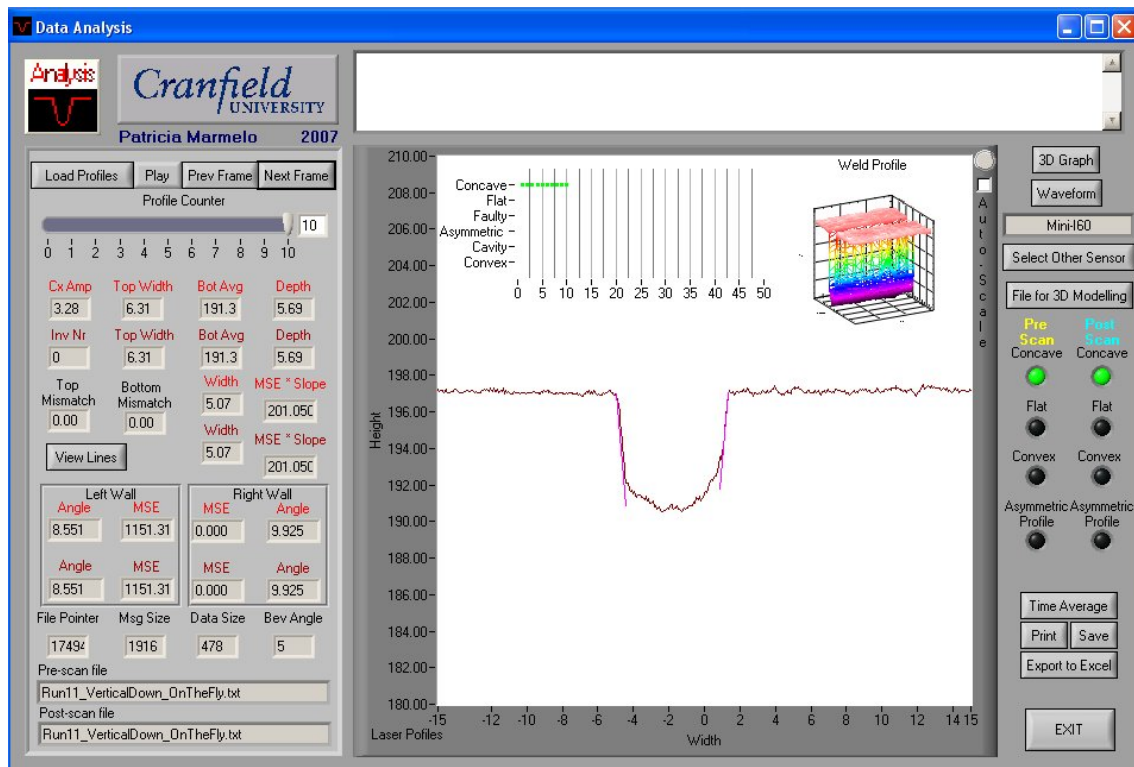 Data Analysis
Analysis
Cranfield
UNIVERSITY
Patricia Marmelo 2007
Load Profiles Play Prev Frame Next Frame
Profile Counter
10
0 1 2 3 4 5 6 7 8 9 10
Cx Amp Top Width Bot Avg Depth
3.28 6.31 191.3 5.69
Inv Nr Top Width Bot Avg Depth
0 6.31 191.3 5.69
Top Mismatch Bottom Mismatch Width MSE * Slope
0.00 0.00 5.07 201.050
Width MSE * Slope
5.07 201.050
View Lines
Left Wall Right Wall
Angle MSE MSE Angle
8.551 1151.31 0.000 9.925
Angle MSE MSE Angle
8.551 1151.31 0.000 9.925
File Pointer Msg Size Data Size Bev Angle
17494 1916 478 5
Pre-scan file
Run11_VerticalDown_OnTheFly.txt
Post-scan file
Run11_VerticalDown_OnTheFly.txt
210.00
208.00
206.00
204.00
202.00
200.00
198.00
196.00
194.00
192.00
190.00
188.00
186.00
184.00
182.00
180.00
Height
-15 -12 -10 -8 -6 -4 -2 0 2 4 6 8 10 12 14 15
Width
Laser Pofiles
Concave
Flat
Faulty
Asymmetric
Cavity
Convex
0 5 10 15 20 25 30 35 40 45 50
Weld Profile
Auto-Scale
3D Graph
Waveform
Mini-I60
Select Other Sensor
File for 3D Modelling
Pre Scan Post Scan
Concave Concave
Flat Flat
Convex Convex
Asymmetric Profile Asymmetric Profile
Time Average
Print Save
Export to Excel
EXIT